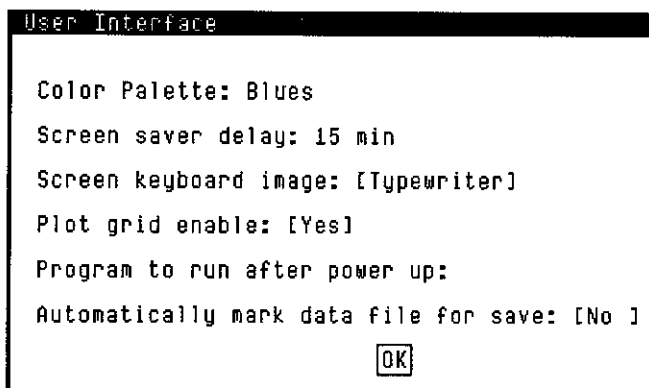 User Interface
Color Palette: Blues
Screen saver delay: 15 min
Screen keyboard image: [Typewriter]
Plot grid enable: [Yes]
Program to run after power up:
Automatically mark data file for save: [No ]
OK